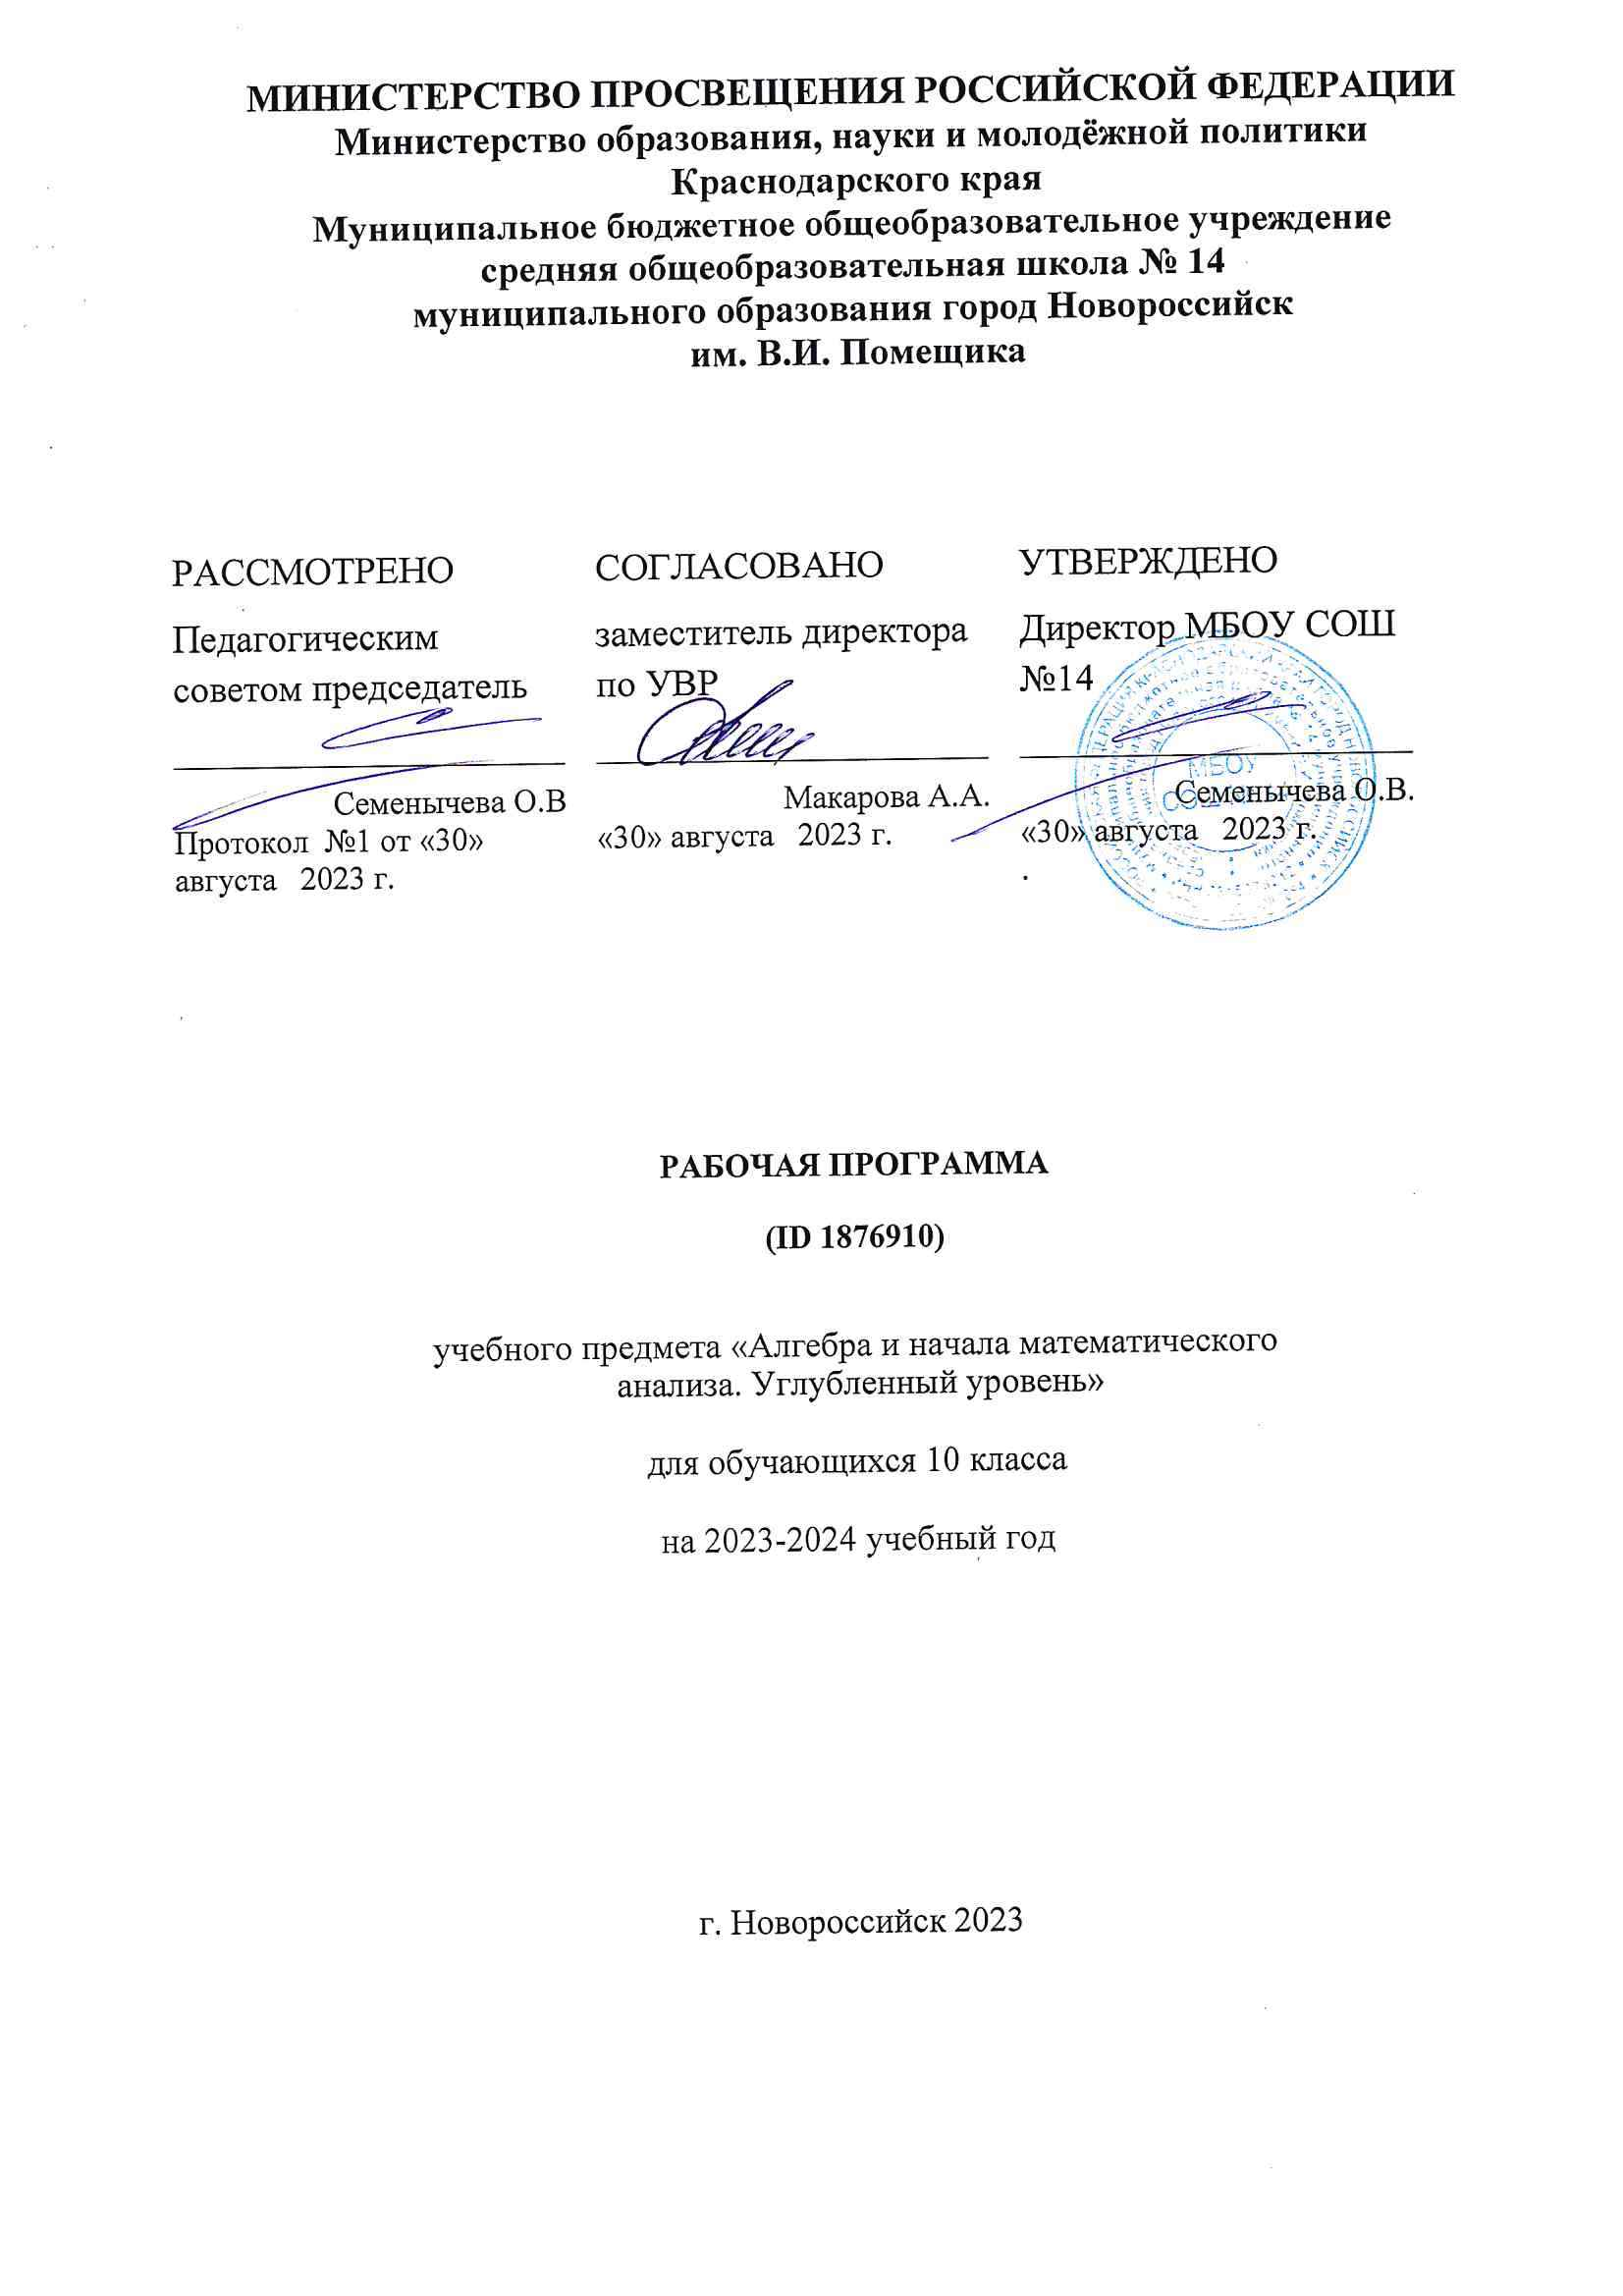 МИНИСТЕРСТВО ПРОСВЕЩЕНИЯ РОССИЙСКОЙ ФЕДЕРАЦИИ
Министерство образования, науки и молодёжной политики
Краснодарского края
Муниципальное бюджетное общеобразовательное учреждение
средняя общеобразовательная школа № 14
муниципального образования город Новороссийск
им. В.И. Помещика
РАССМОТРЕНО
Педагогическим
советом председатель
Семенычева О.В
Протокол №1 от «30»
августа 2023 г.
СОГЛАСОВАНО
заместитель директора
по УВР
Макарова А.А.
«30» августа 2023 г.
УТВЕРЖДЕНО
Директор МБОУ СОШ
№14
Семенычева О.В.
«30» августа 2023 г.
.
МБОУ
РАБОЧАЯ ПРОГРАММА
(ID 1876910)
учебного предмета «Алгебра и начала математического
анализа. Углубленный уровень»
для обучающихся 10 класса
на 2023-2024 учебный год
г. Новороссийск 2023